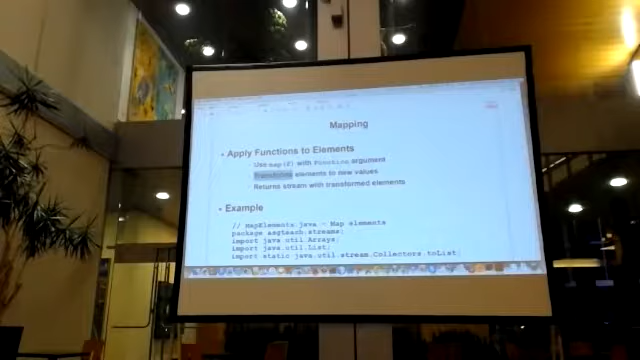 Mapping
• Apply Functions to Elements
Use map(F) with Function argument
Transforms elements to new values
Returns stream with transformed elements
• Example
// MapElements.java - Map elements
package asgteach.streams;
import java.util.Arrays;
import java.util.List;
import static java.util.stream.Collectors.toList;